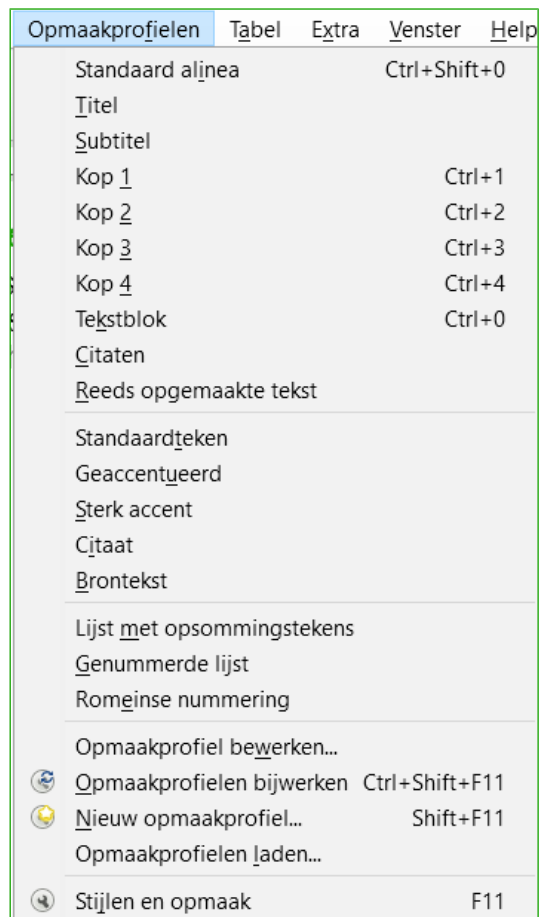 Opmaakprofielen Tabel Extra Venster Help
Standaard alinea Ctrl+Shift+0
Titel
Subtitel
Kop 1 Ctrl+1
Kop 2 Ctrl+2
Kop 3 Ctrl+3
Kop 4 Ctrl+4
Tekstblok Ctrl+0
Citaten
Reeds opgemaakte tekst
Standaardteken
Geaccentueerd
Sterk accent
Citaat
Brontekst
Lijst met opsommingstekens
Genummerde lijst
Romeinse nummering
Opmaakprofiel bewerken...
Opmaakprofielen bijwerken Ctrl+Shift+F11
Nieuw opmaakprofiel... Shift+F11
Opmaakprofielen laden...
Stijlen en opmaak F11